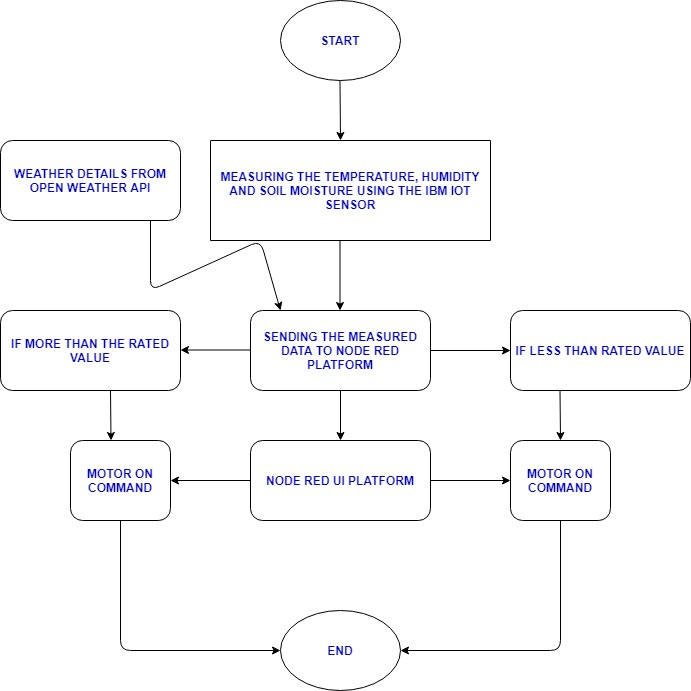 START
WEATHER DETAILS FROM
OPEN WEATHER API
MEASURING THE TEMPERATURE, HUMIDITY
AND SOIL MOISTURE USING THE IBM IOT
SENSOR
IF MORE THAN THE RATED
VALUE
SENDING THE MEASURED
DATA TO NODE RED
PLATFORM
IF LESS THAN RATED VALUE
MOTOR ON
COMMAND
NODE RED UI PLATFORM
MOTOR ON
COMMAND
END